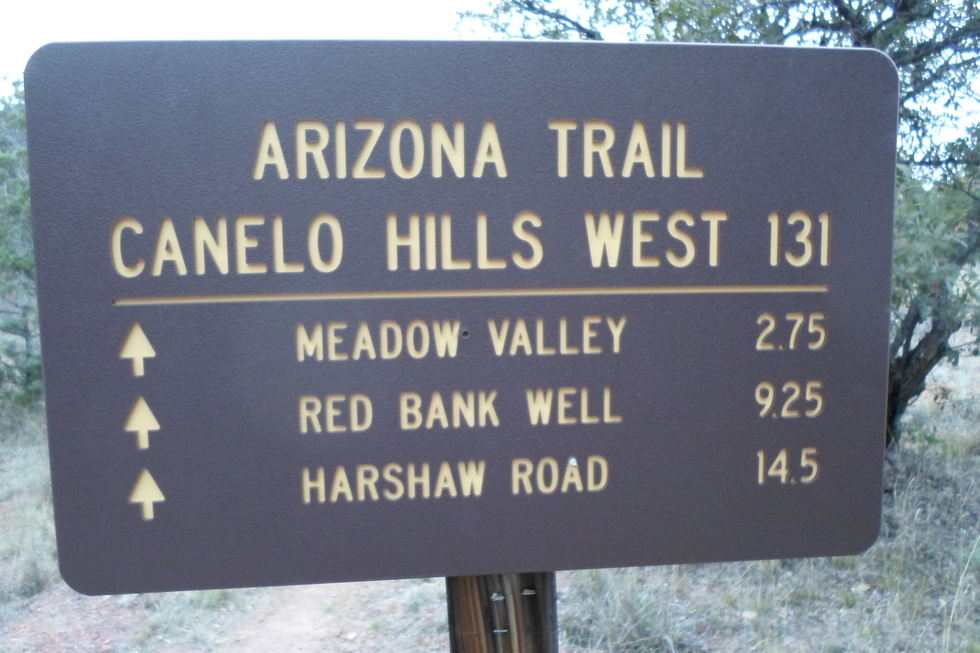 ARIZONA TRAIL
CANELO HILLS WEST 131
MEADOW VALLEY 2.75
RED BANK WELL 9.25
HARSHAW ROAD 14.5